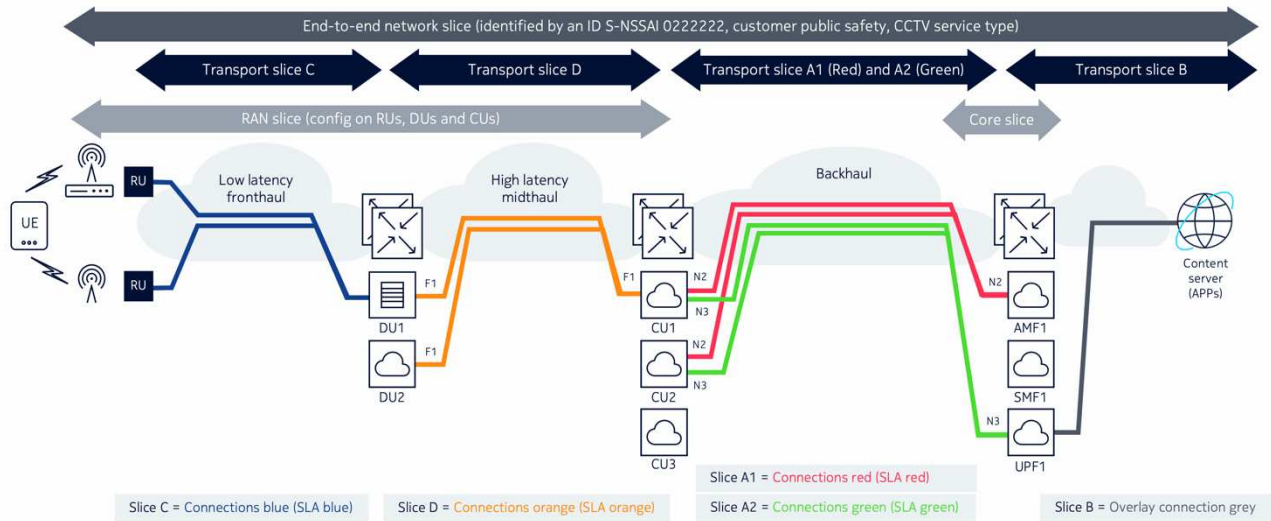 End-to-end network slice (identified by an ID S-NSSAI 0222222, customer public safety, CCTV service type)
Transport slice C
Transport slice D
Transport slice A1 (Red) and A2 (Green)
Transport slice B
RAN slice (config on RUs, DUs and CUs)
Core slice
UE
RU
RU
Low latency
fronthaul
High latency
midthaul
Backhaul
F1
DU1
F1
DU2
F1
N2
N3
CU1
N2
N3
CU2
CU3
N2
AMF1
SMF1
N3
UPF1
Content
server
(APPs)
Slice C = Connections blue (SLA blue)
Slice D = Connections orange (SLA orange)
Slice A1 = Connections red (SLA red)
Slice A2 = Connections green (SLA green)
Slice B = Overlay connection grey